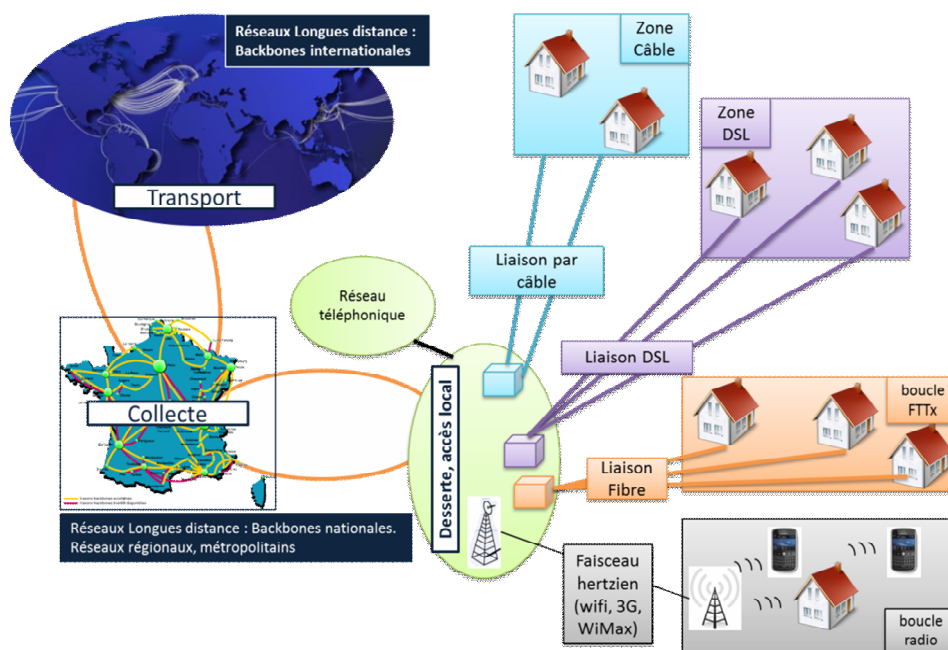 Réseaux Longues distance :
Backbones internationales
Transport
Zone
Câble
Zone
DSL
Liaison par
câble
Réseau
téléphonique
Liaison DSL
Collecte
Desserte, accès local
boucle
FTTx
Liaison
Fibre
Réseaux Longues distance : Backbones nationales.
Réseaux régionaux, métropolitains
Faisceau
hertzien
(wifi, 3G,
WiMax)
boucle
radio